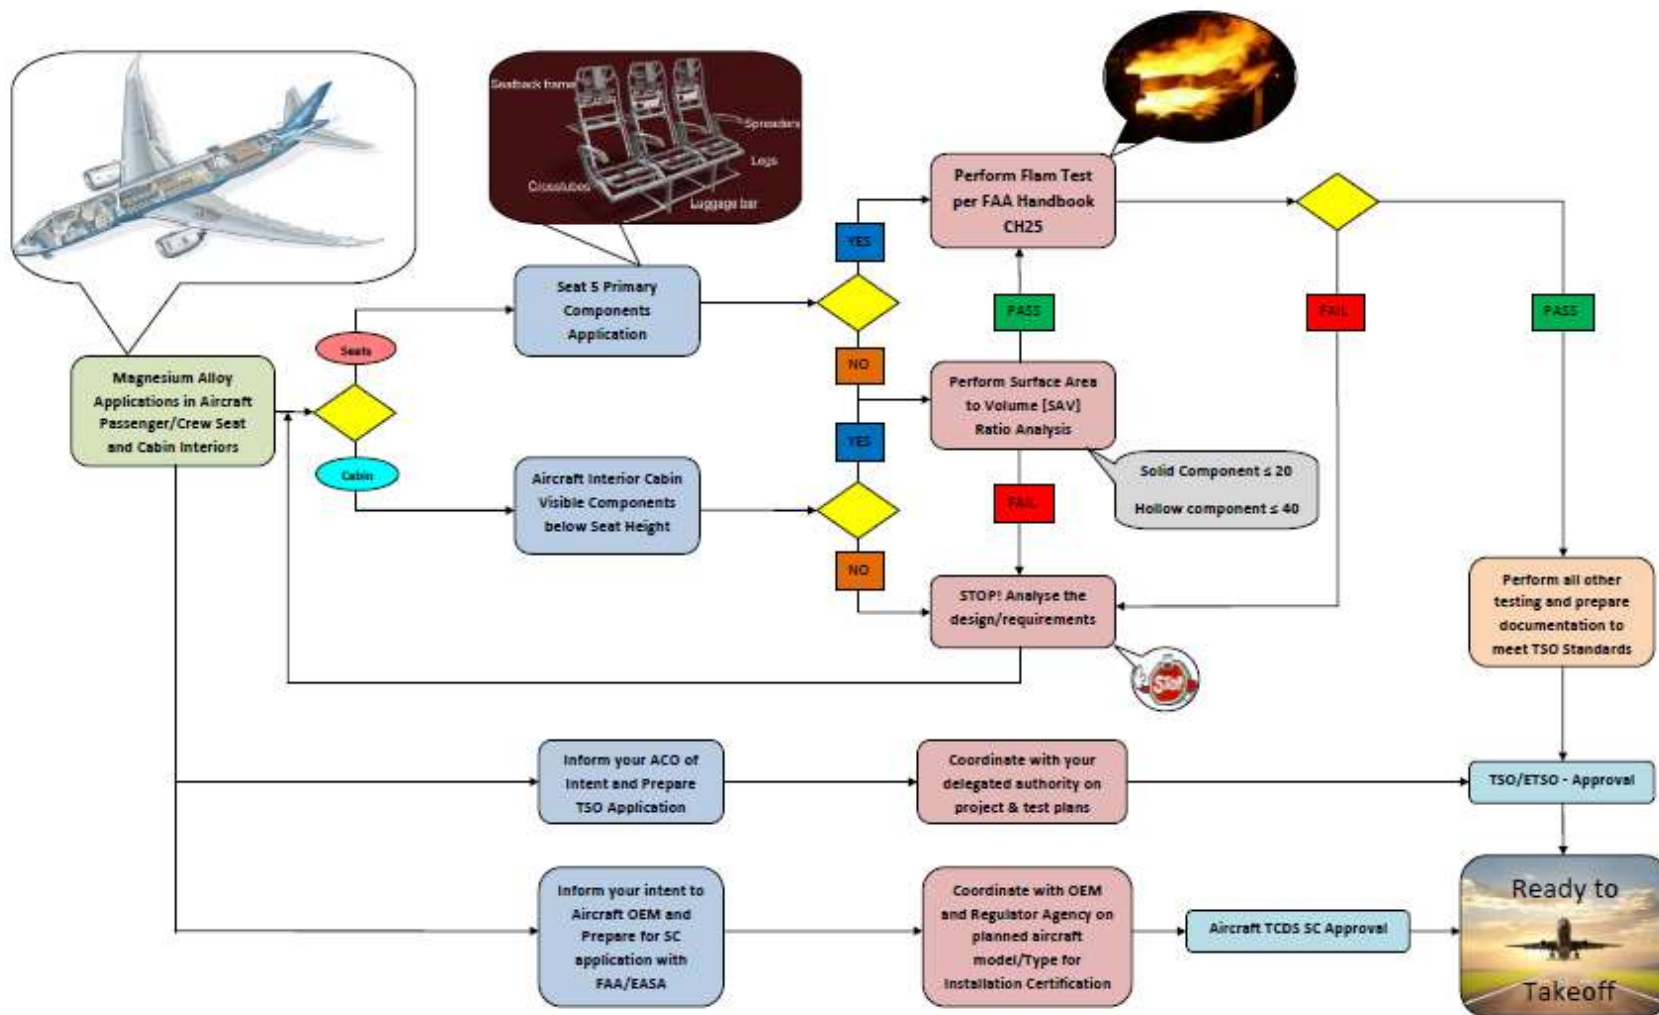 Seatback frame
Spreaders
Legs
Crosstubes
Luggage bar
Perform Flam Test
per FAA Handbook
CH25
YES
Seat 5 Primary
Components
Application
PASS
FAIL
PASS
Seats
NO
Magnesium Alloy
Applications in Aircraft
Passenger/Crew Seat
and Cabin Interiors
Perform Surface Area
to Volume [SAV]
Ratio Analysis
YES
Cabin
Aircraft Interior Cabin
Visible Components
below Seat Height
Solid Component ≤ 20
Hollow component ≤ 40
FAIL
NO
STOP! Analyse the
design/requirements
STOP
Perform all other
testing and prepare
documentation to
meet TSO Standards
Inform your ACO of
Intent and Prepare
TSO Application
Coordinate with your
delegated authority on
project & test plans
TSO/ETSO - Approval
Inform your intent to
Aircraft OEM and
Prepare for SC
application with
FAA/EASA
Coordinate with OEM
and Regulator Agency on
planned aircraft
model/Type for
Installation Certification
Aircraft TCDS SC Approval
Ready to
Takeoff